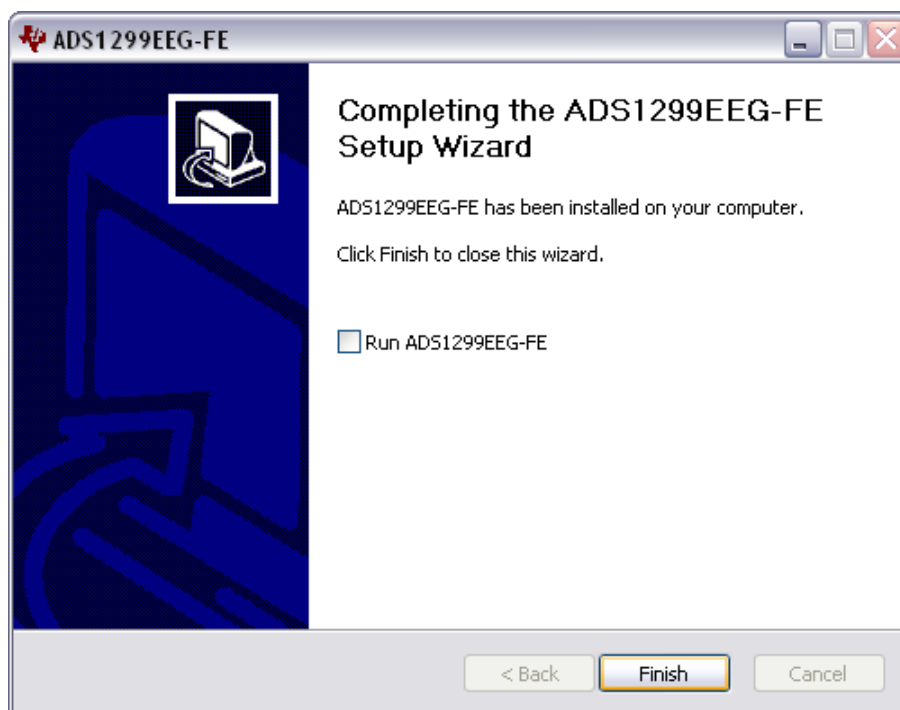 ADS1299EEG-FE
Completing the ADS1299EEG-FE
Setup Wizard
ADS1299EEG-FE has been installed on your computer.
Click Finish to close this wizard.
Run ADS1299EEG-FE
< Back
Finish
Cancel